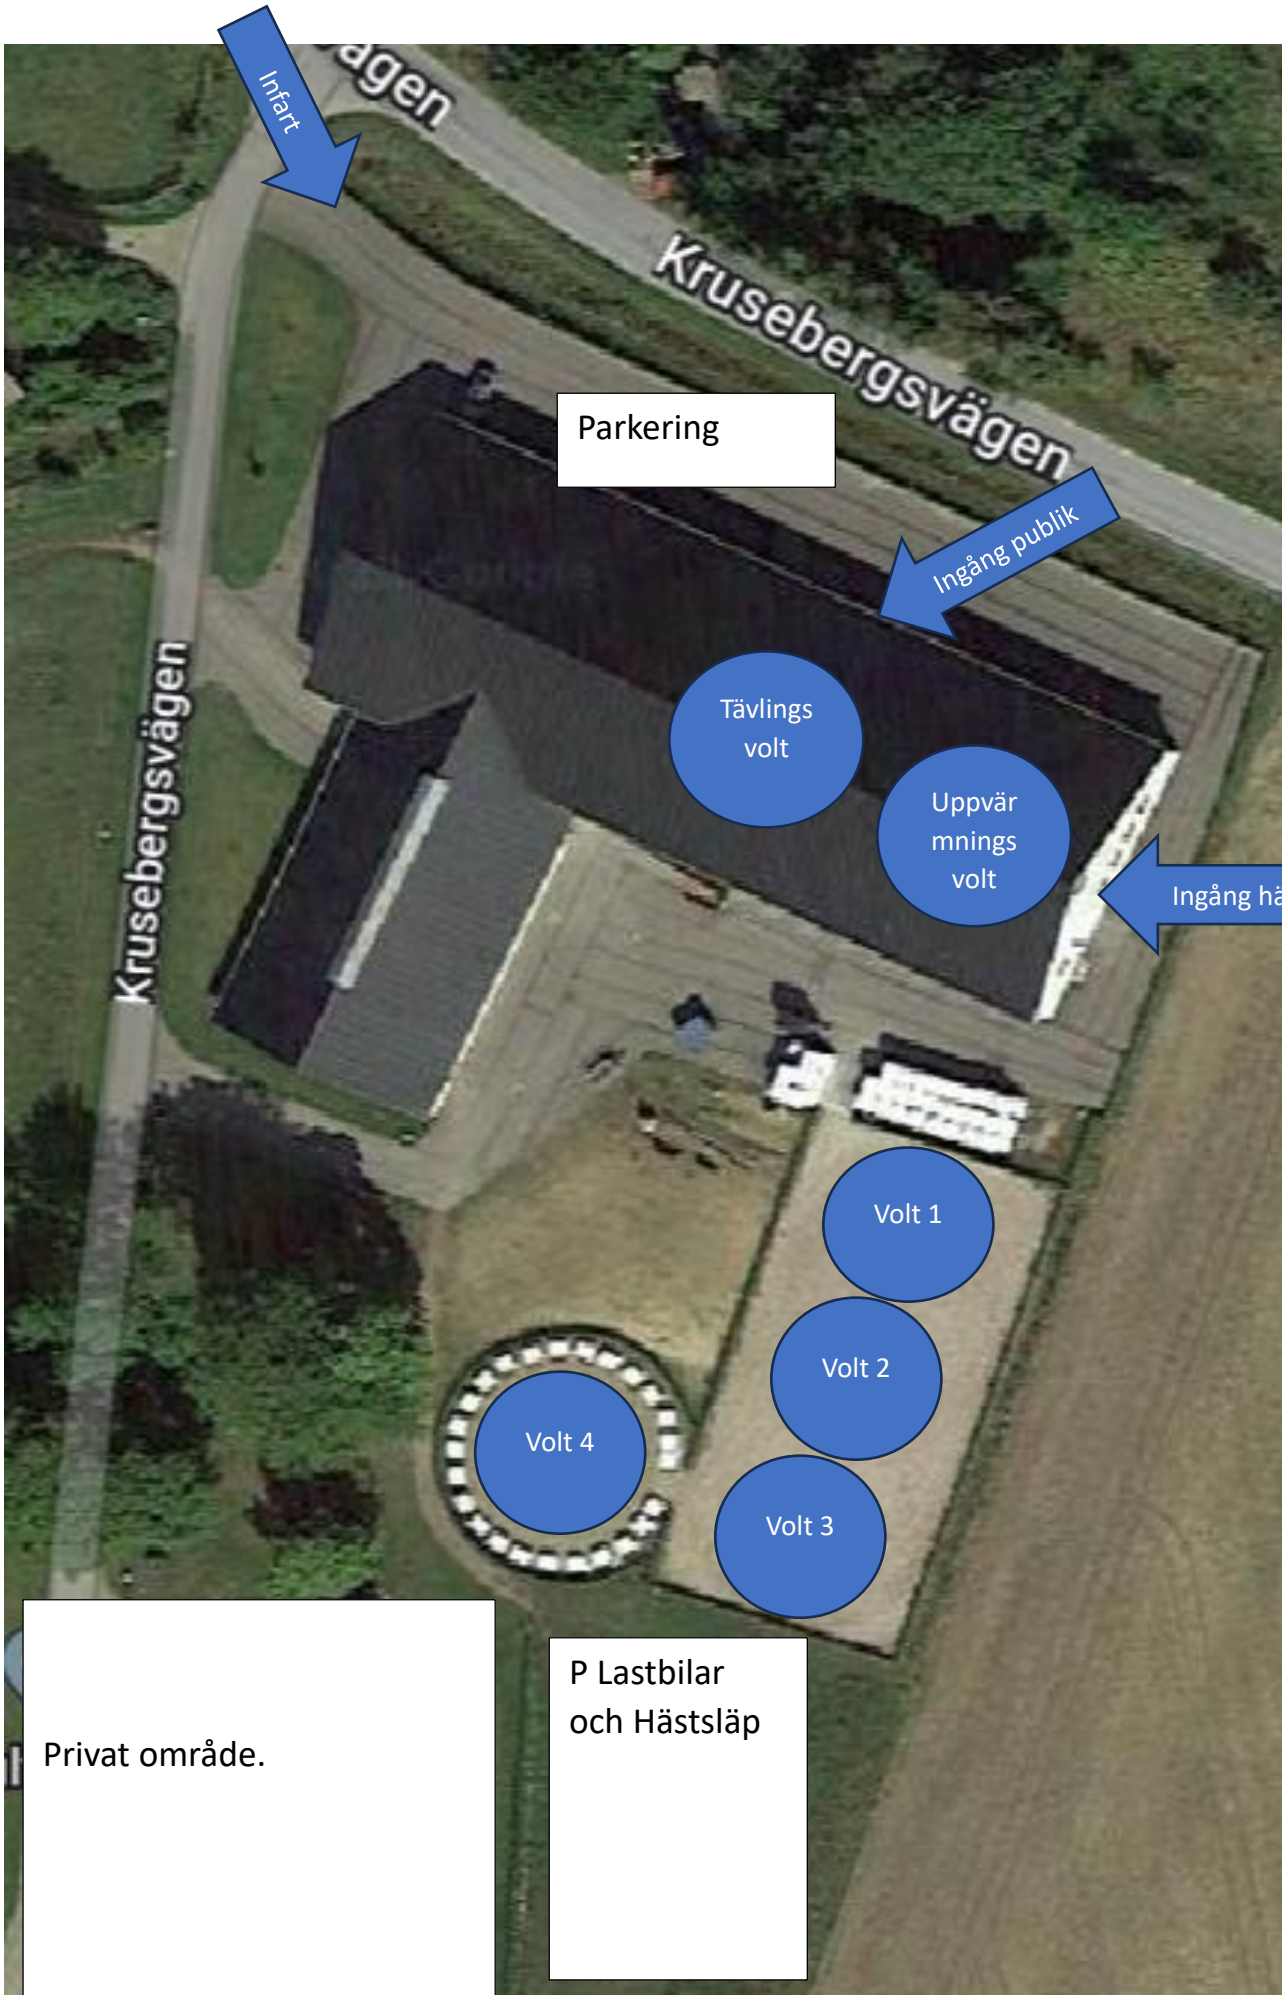 Infart
vägen
Krusebergsvägen
Parkering
Ingång publik
Tävlings
volt
Uppvär
mnings
volt
Ingång hä
Krusebergsvägen
Volt 1
Volt 2
Volt 4
Volt 3
P Lastbilar
och Hästsläp
Privat område.